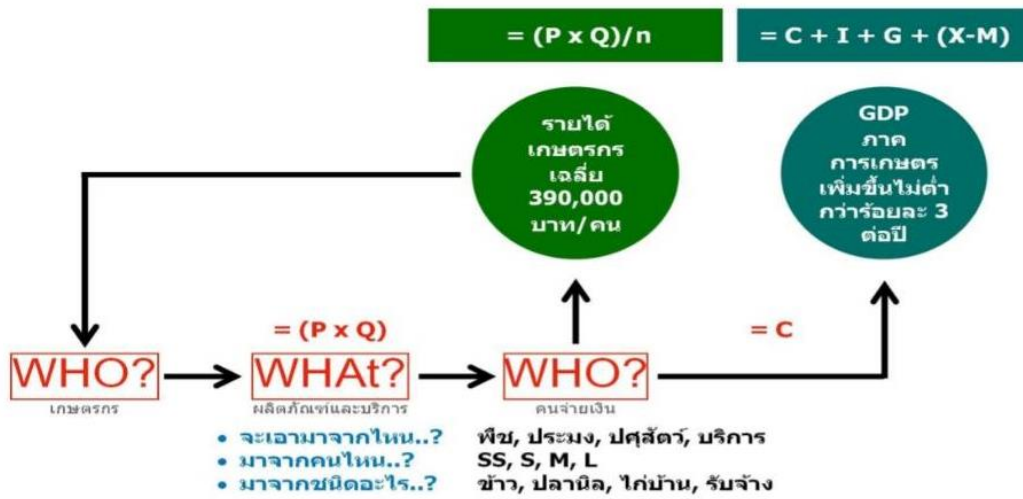 = (P x Q)/n
= C + I + G + (X-M)
รายได้
เกษตรกร
เฉลี่ย
390,000
บาท/คน
GDP
ภาค
การเกษตร
เพิ่มขึ้นไม่ต่ำ
กว่าร้อยละ 3
ต่อปี
= (P x Q)
= C
WHO?
WHAt?
WHO?
เกษตรกร
ผลิตภัณฑ์และบริการ
คนจ่ายเงิน
• จะเอามาจากไหน..? พืช, ประมง, ปศุสัตว์, บริการ
• มาจากคนไหน..? SS, S, M, L
• มาจากชนิดอะไร..? ข้าว, ปลานิล, ไก่บ้าน, รับจ้าง